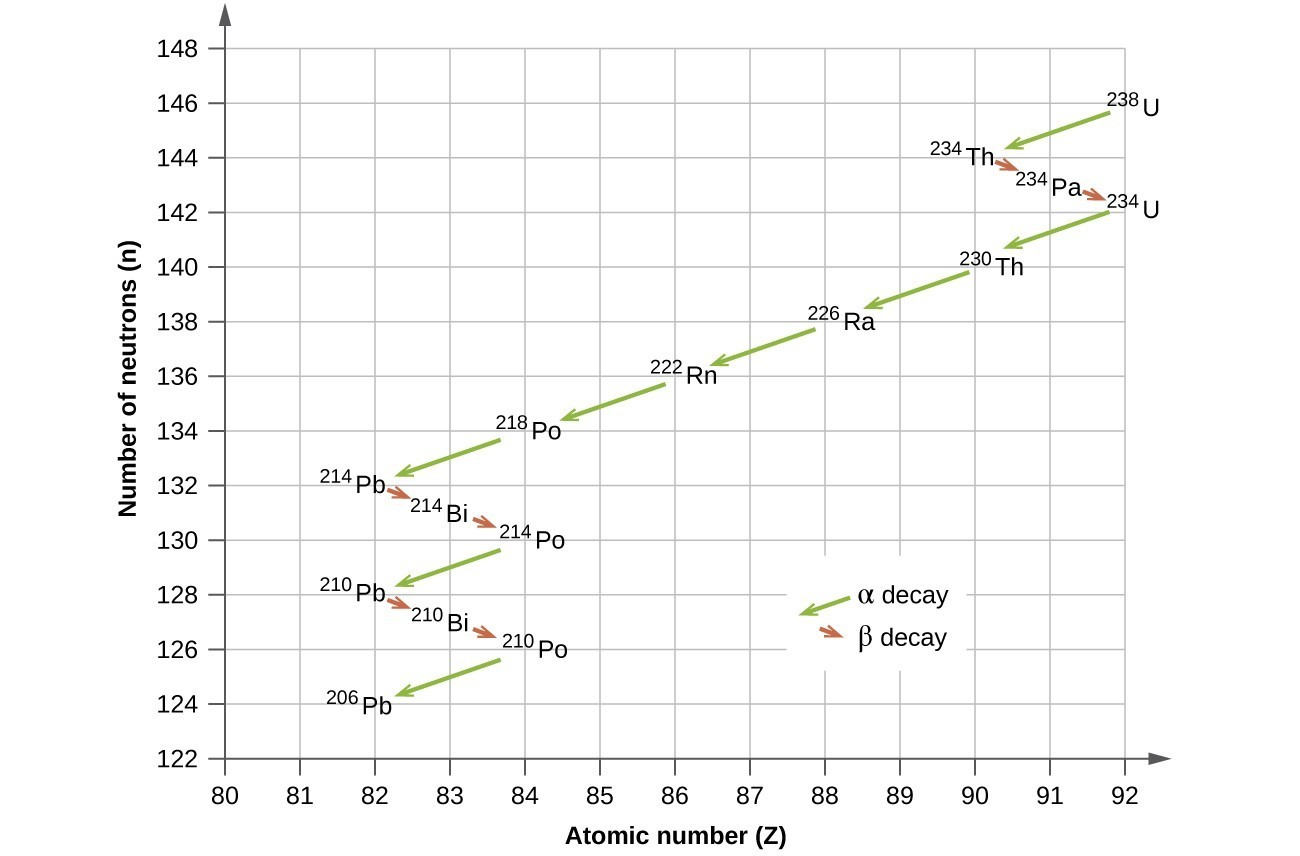 148
146
144
142
140
138
136
134
132
130
128
126
124
122
Number of neutrons (n)
²³⁸U
²³⁴Th
²³⁴Pa
²³⁴U
²³⁰Th
²²⁶Ra
²²²Rn
²¹⁸Po
²¹⁴Pb
²¹⁴Bi
²¹⁴Po
²¹⁰Pb
²¹⁰Bi
²¹⁰Po
²⁰⁶Pb
α decay
β decay
80 81 82 83 84 85 86 87 88 89 90 91 92
Atomic number (Z)